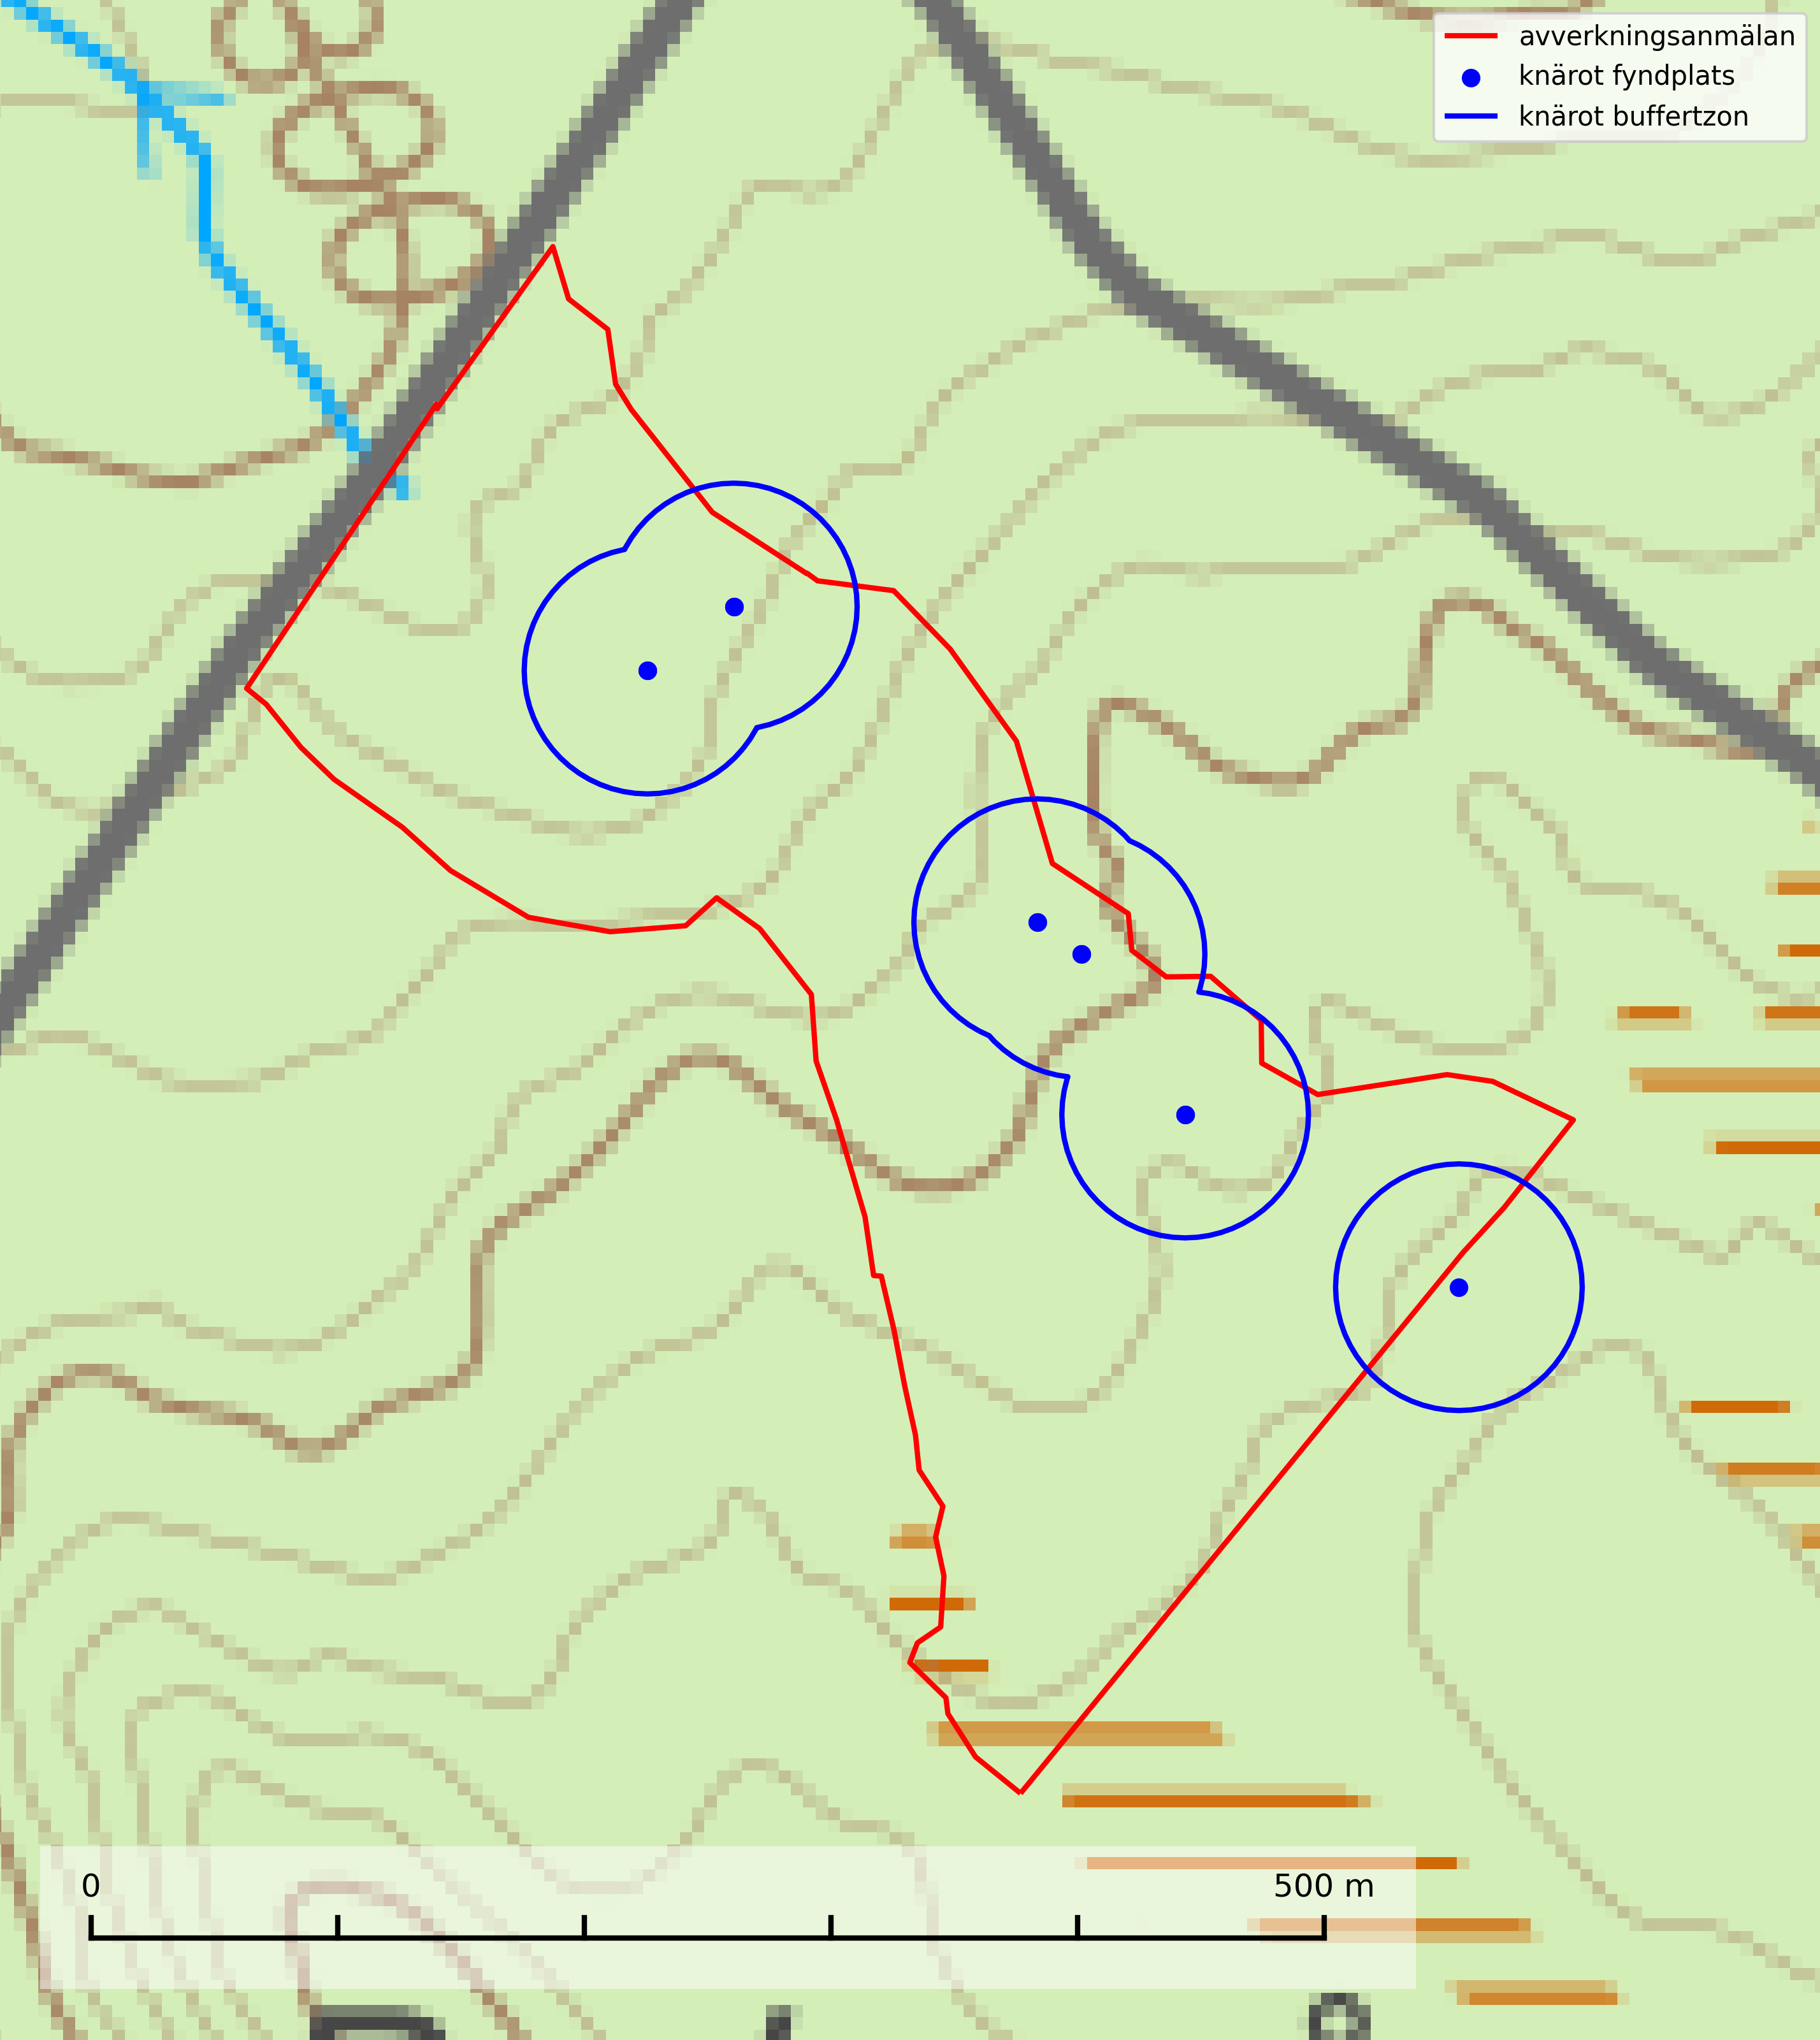 avverkningsanmälan
knärot fyndplats
knärot buffertzon
0
500 m